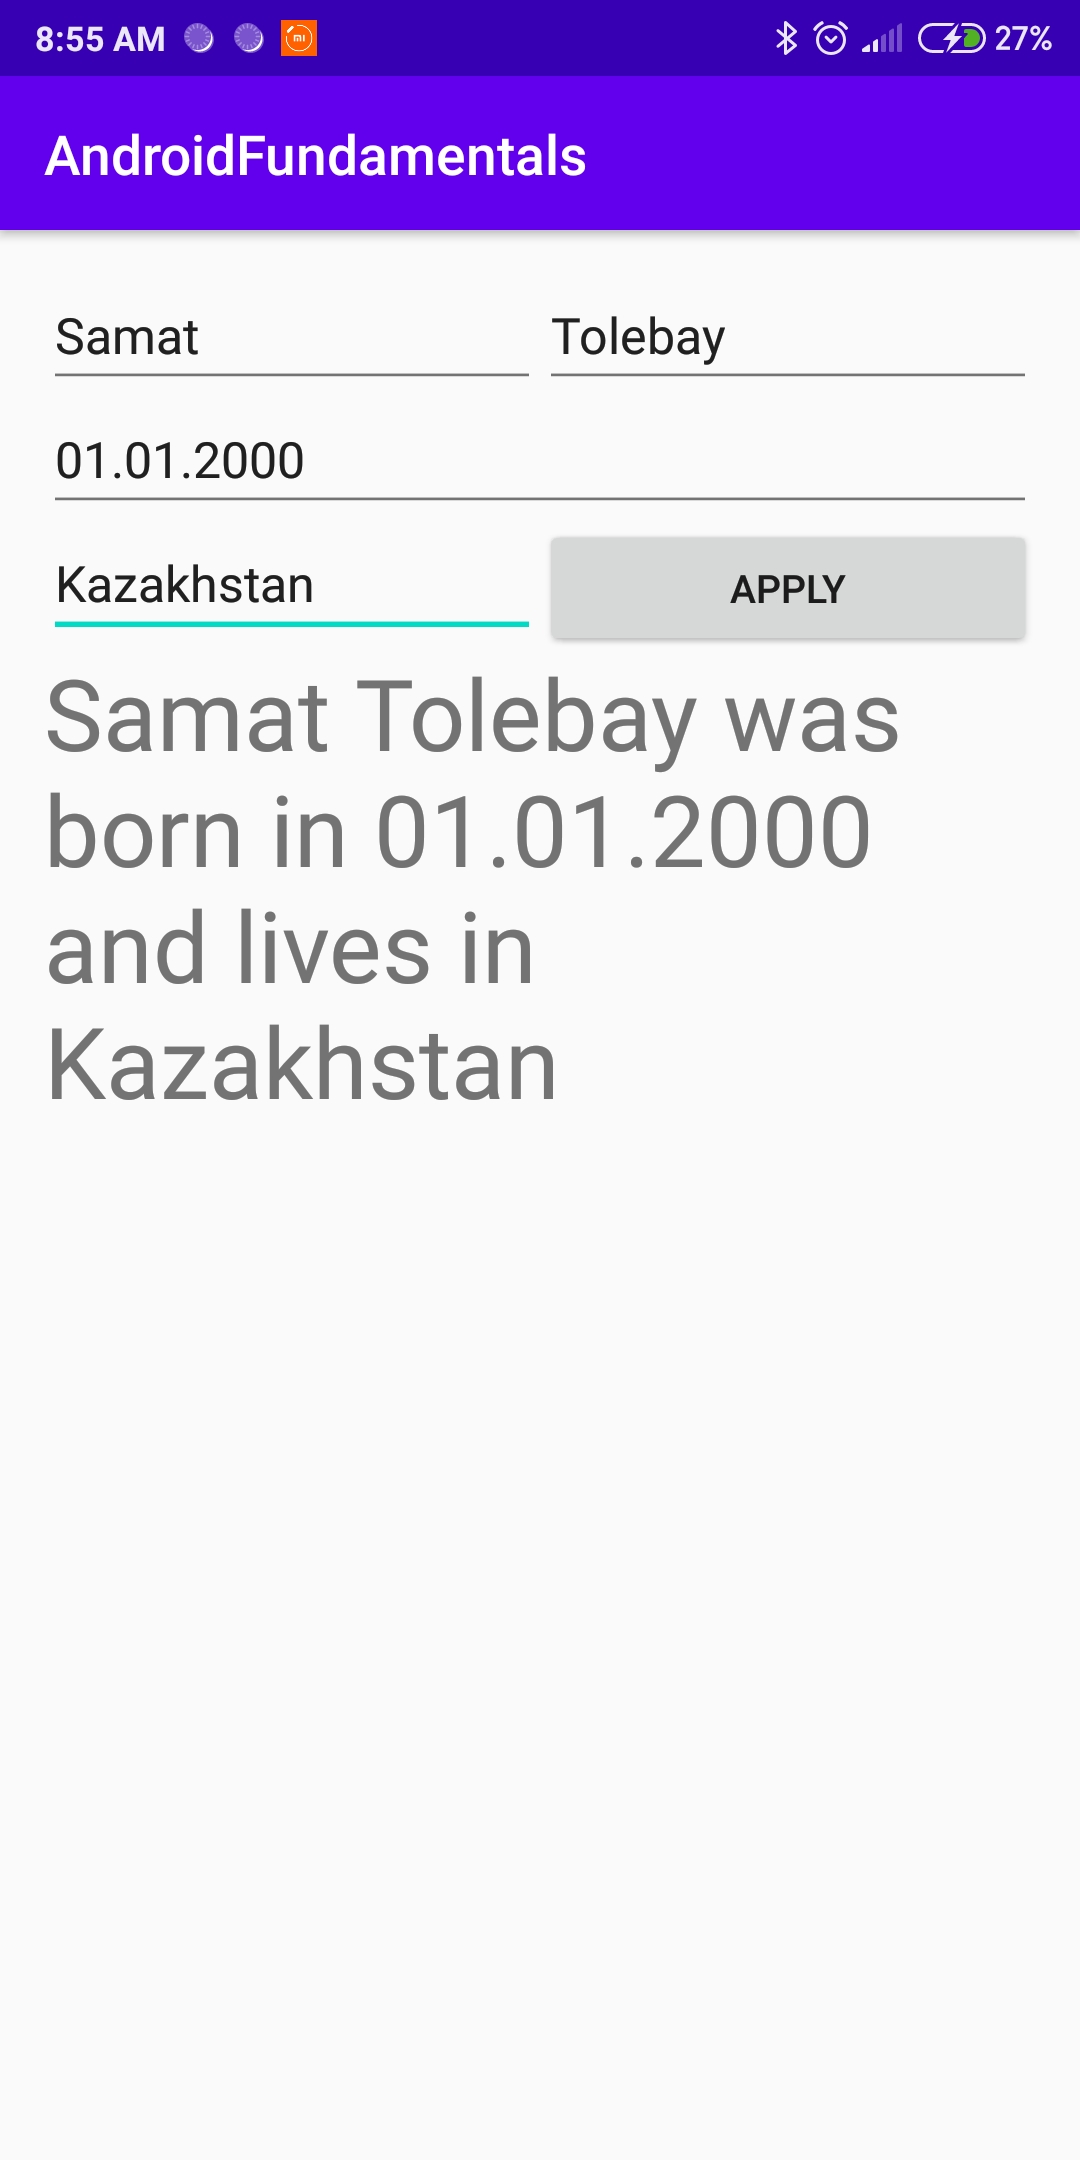 8:55 AM 27%
AndroidFundamentals
Samat Tolebay
01.01.2000
Kazakhstan APPLY
Samat Tolebay was
born in 01.01.2000
and lives in
Kazakhstan